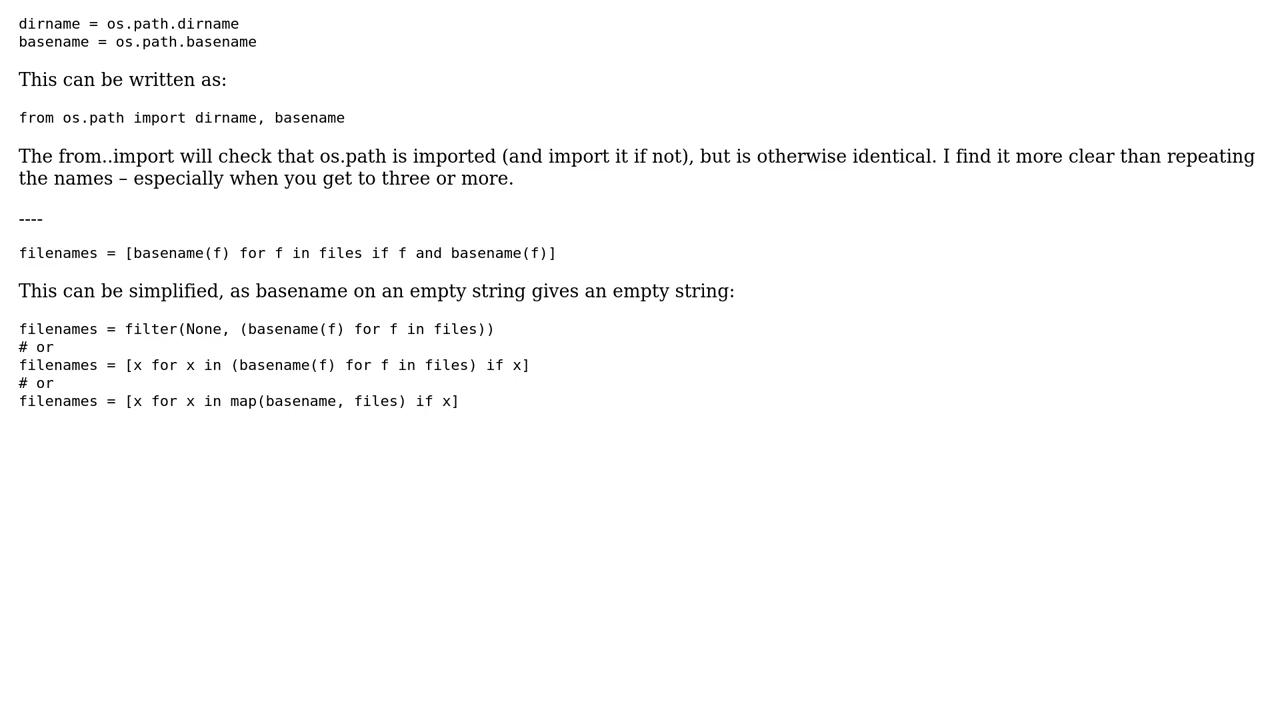 dirname = os.path.dirname
basename = os.path.basename
This can be written as:
from os.path import dirname, basename
The from..import will check that os.path is imported (and import it if not), but is otherwise identical. I find it more clear than repeating
the names – especially when you get to three or more.
----
filenames = [basename(f) for f in files if f and basename(f)]
This can be simplified, as basename on an empty string gives an empty string:
filenames = filter(None, (basename(f) for f in files))
# or
filenames = [x for x in (basename(f) for f in files) if x]
# or
filenames = [x for x in map(basename, files) if x]